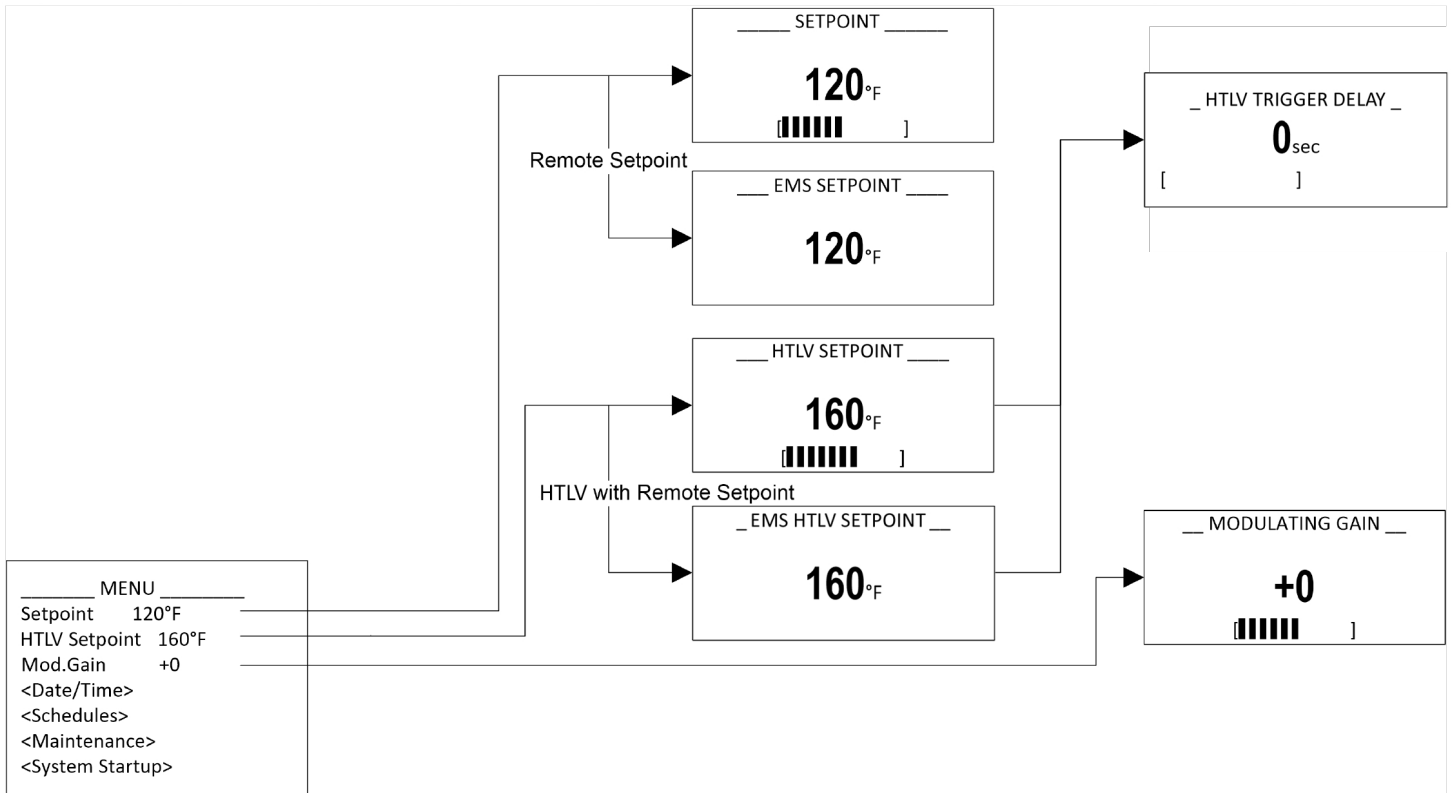 _____ SETPOINT ______
120°F
[▮▮▮▮▮▮ ]
Remote Setpoint
___ EMS SETPOINT ____
120°F
_ HTLV TRIGGER DELAY _
0sec
[ ]
___ HTLV SETPOINT ____
160°F
[▮▮▮▮▮▮▮ ]
HTLV with Remote Setpoint
_ EMS HTLV SETPOINT __
160°F
__ MODULATING GAIN __
+0
[▮▮▮▮▮▮ ]
_______ MENU ________
Setpoint 120°F
HTLV Setpoint 160°F
Mod.Gain +0
<Date/Time>
<Schedules>
<Maintenance>
<System Startup>